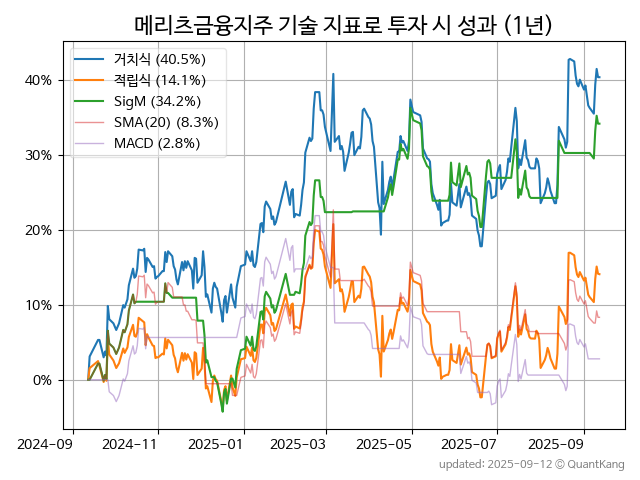 메리츠금융지주 기술 지표로 투자 시 성과 (1년)
거치식 (40.5%)
적립식 (14.1%)
SigM (34.2%)
SMA(20) (8.3%)
MACD (2.8%)
40%
30%
20%
10%
0%
2024-09 2024-11 2025-01 2025-03 2025-05 2025-07 2025-09
updated: 2025-09-12 ⓒ QuantKang